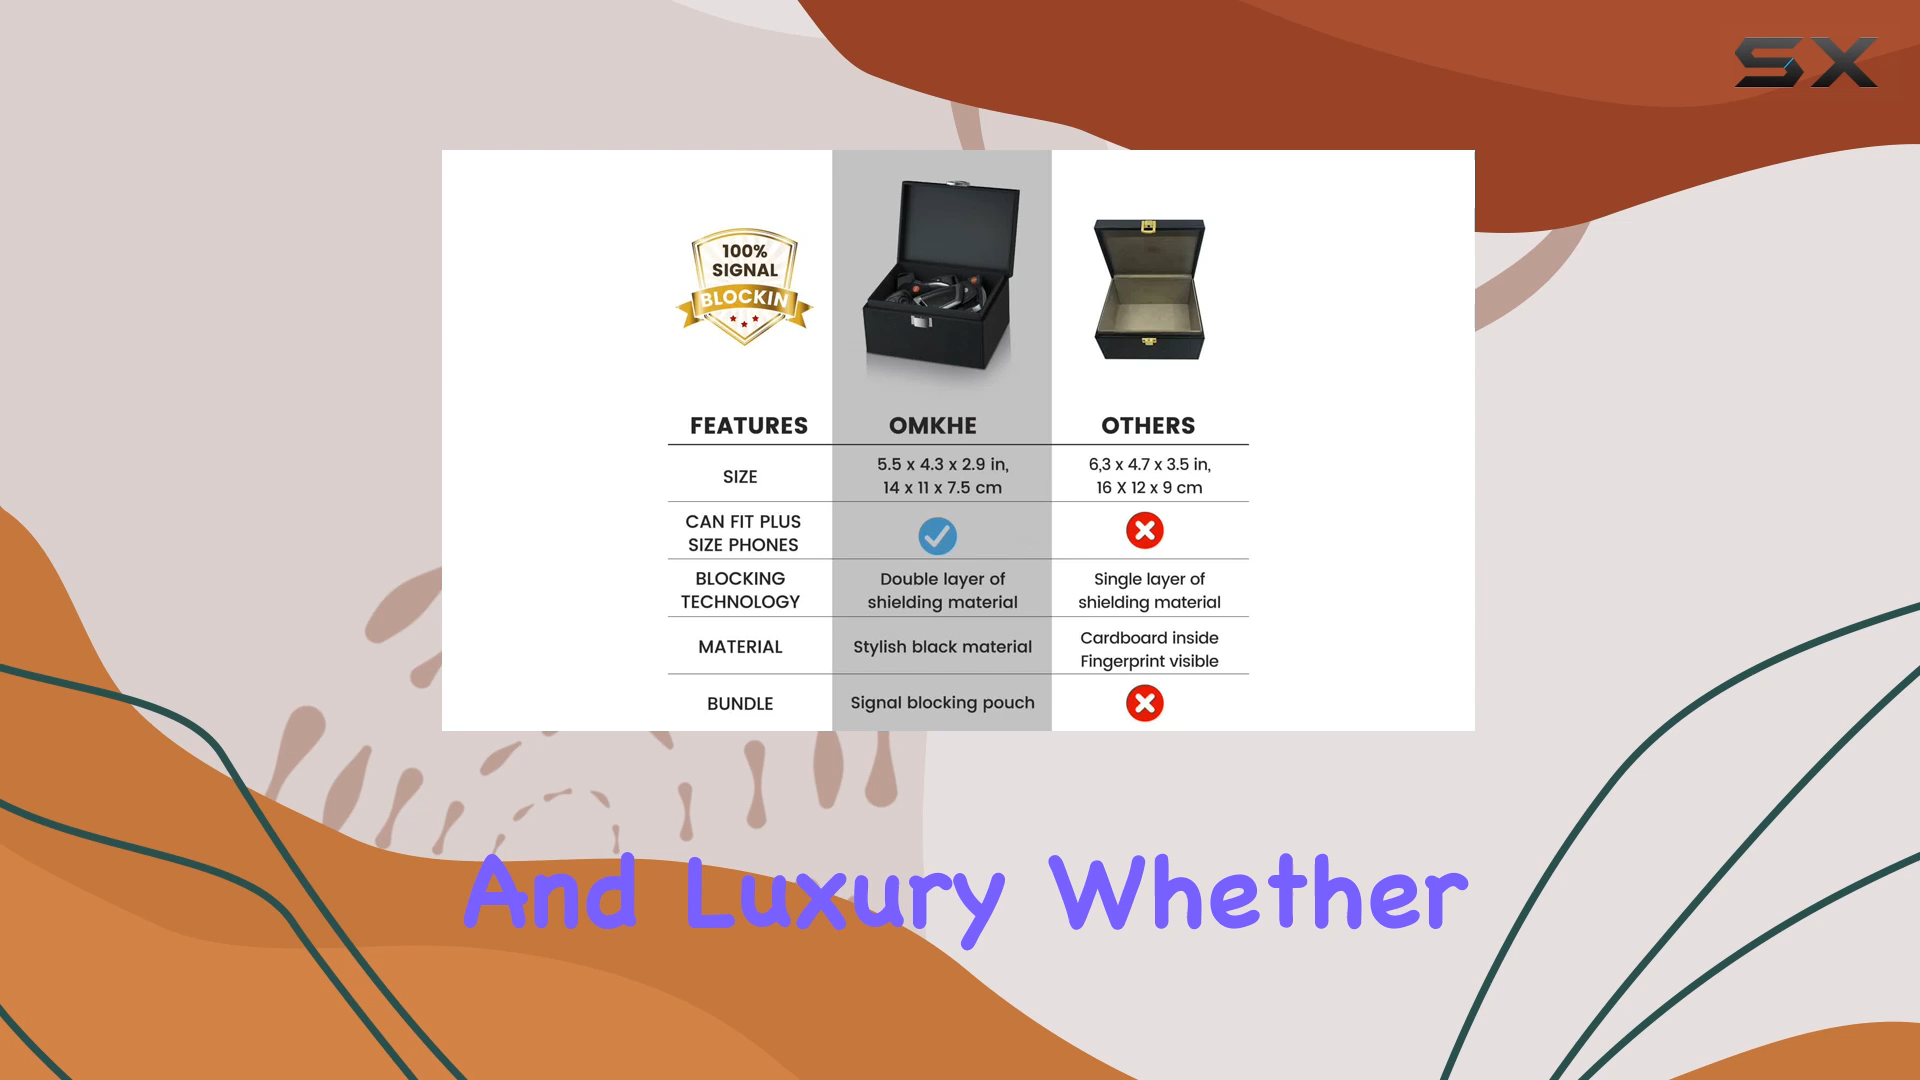 SX
100%
SIGNAL
BLOCKIN
FEATURES OMKHE OTHERS
SIZE
5.5 x 4.3 x 2.9 in,
14 x 11 x 7.5 cm
6,3 x 4.7 x 3.5 in,
16 X 12 x 9 cm
CAN FIT PLUS
SIZE PHONES
BLOCKING
TECHNOLOGY
Double layer of
shielding material
Single layer of
shielding material
MATERIAL
Stylish black material
Cardboard inside
Fingerprint visible
BUNDLE
Signal blocking pouch
And Luxury Whether